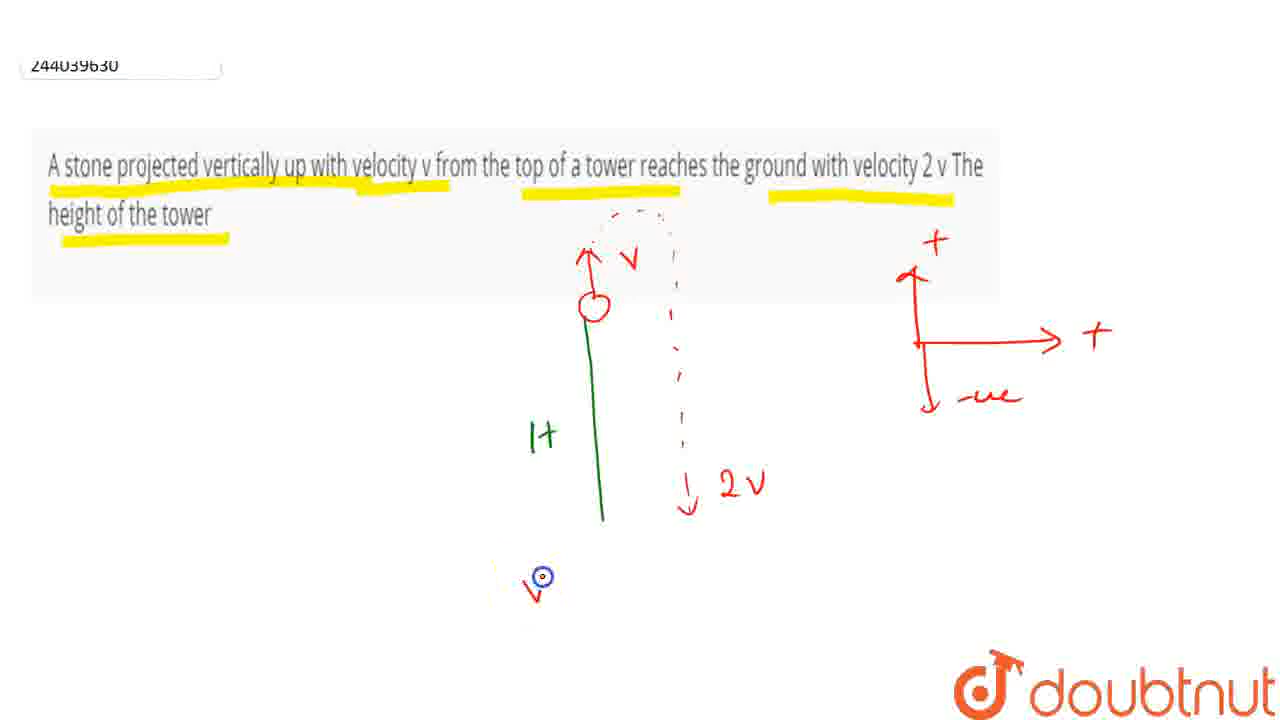 244039630
A stone projected vertically up with velocity v from the top of a tower reaches the ground with velocity 2 v The
height of the tower
+
V
+
-ve
H
2V
V
doubtnut